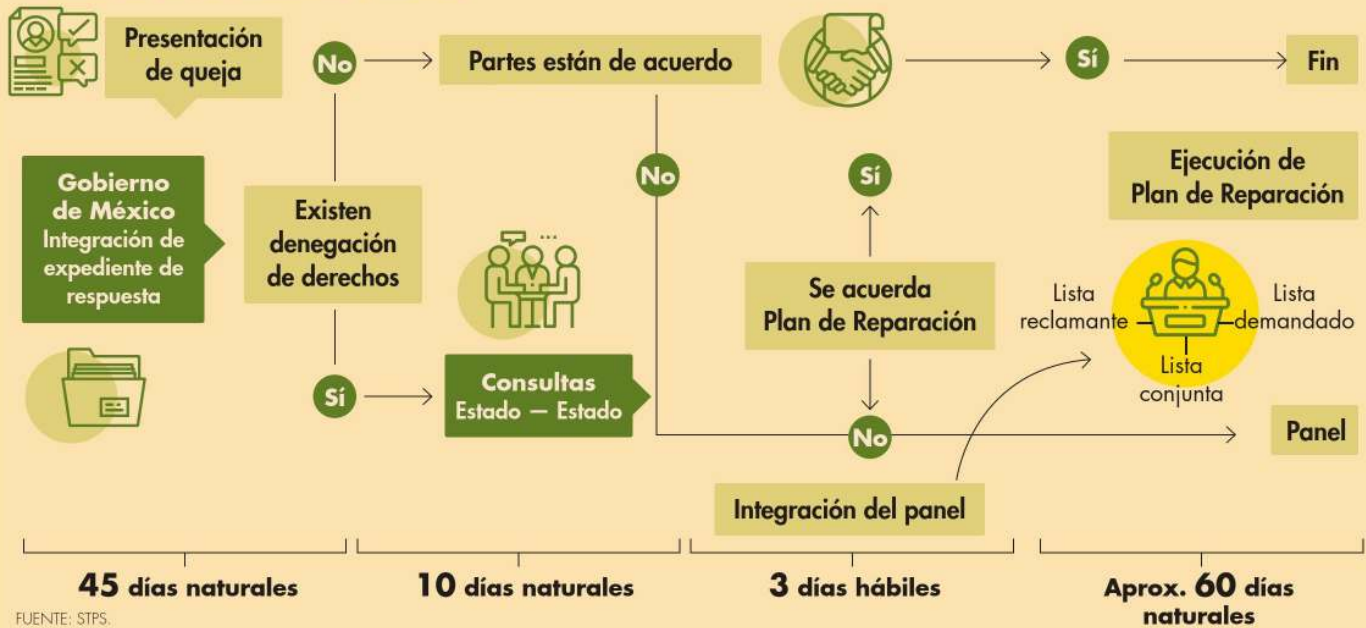 Presentación
de queja
No
Partes están de acuerdo
Sí
Fin
Gobierno
de México
Integración de
expediente de
respuesta
Existen
denegación
de derechos
No
Sí
Ejecución de
Plan de Reparación
Se acuerda
Plan de Reparación
Lista
reclamante
Lista
demandado
Lista
conjunta
Sí
Consultas
Estado — Estado
No
Panel
Integración del panel
45 días naturales
10 días naturales
3 días hábiles
Aprox. 60 días
naturales
FUENTE: STPS.
...